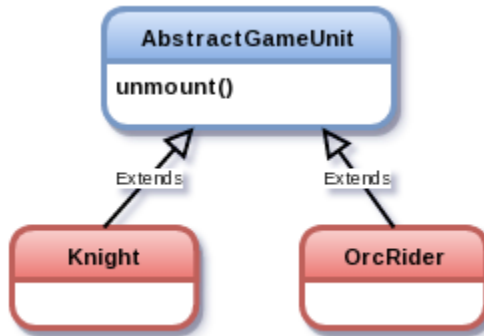 AbstractGameUnit
unmount()
Extends
Extends
Knight
OrcRider